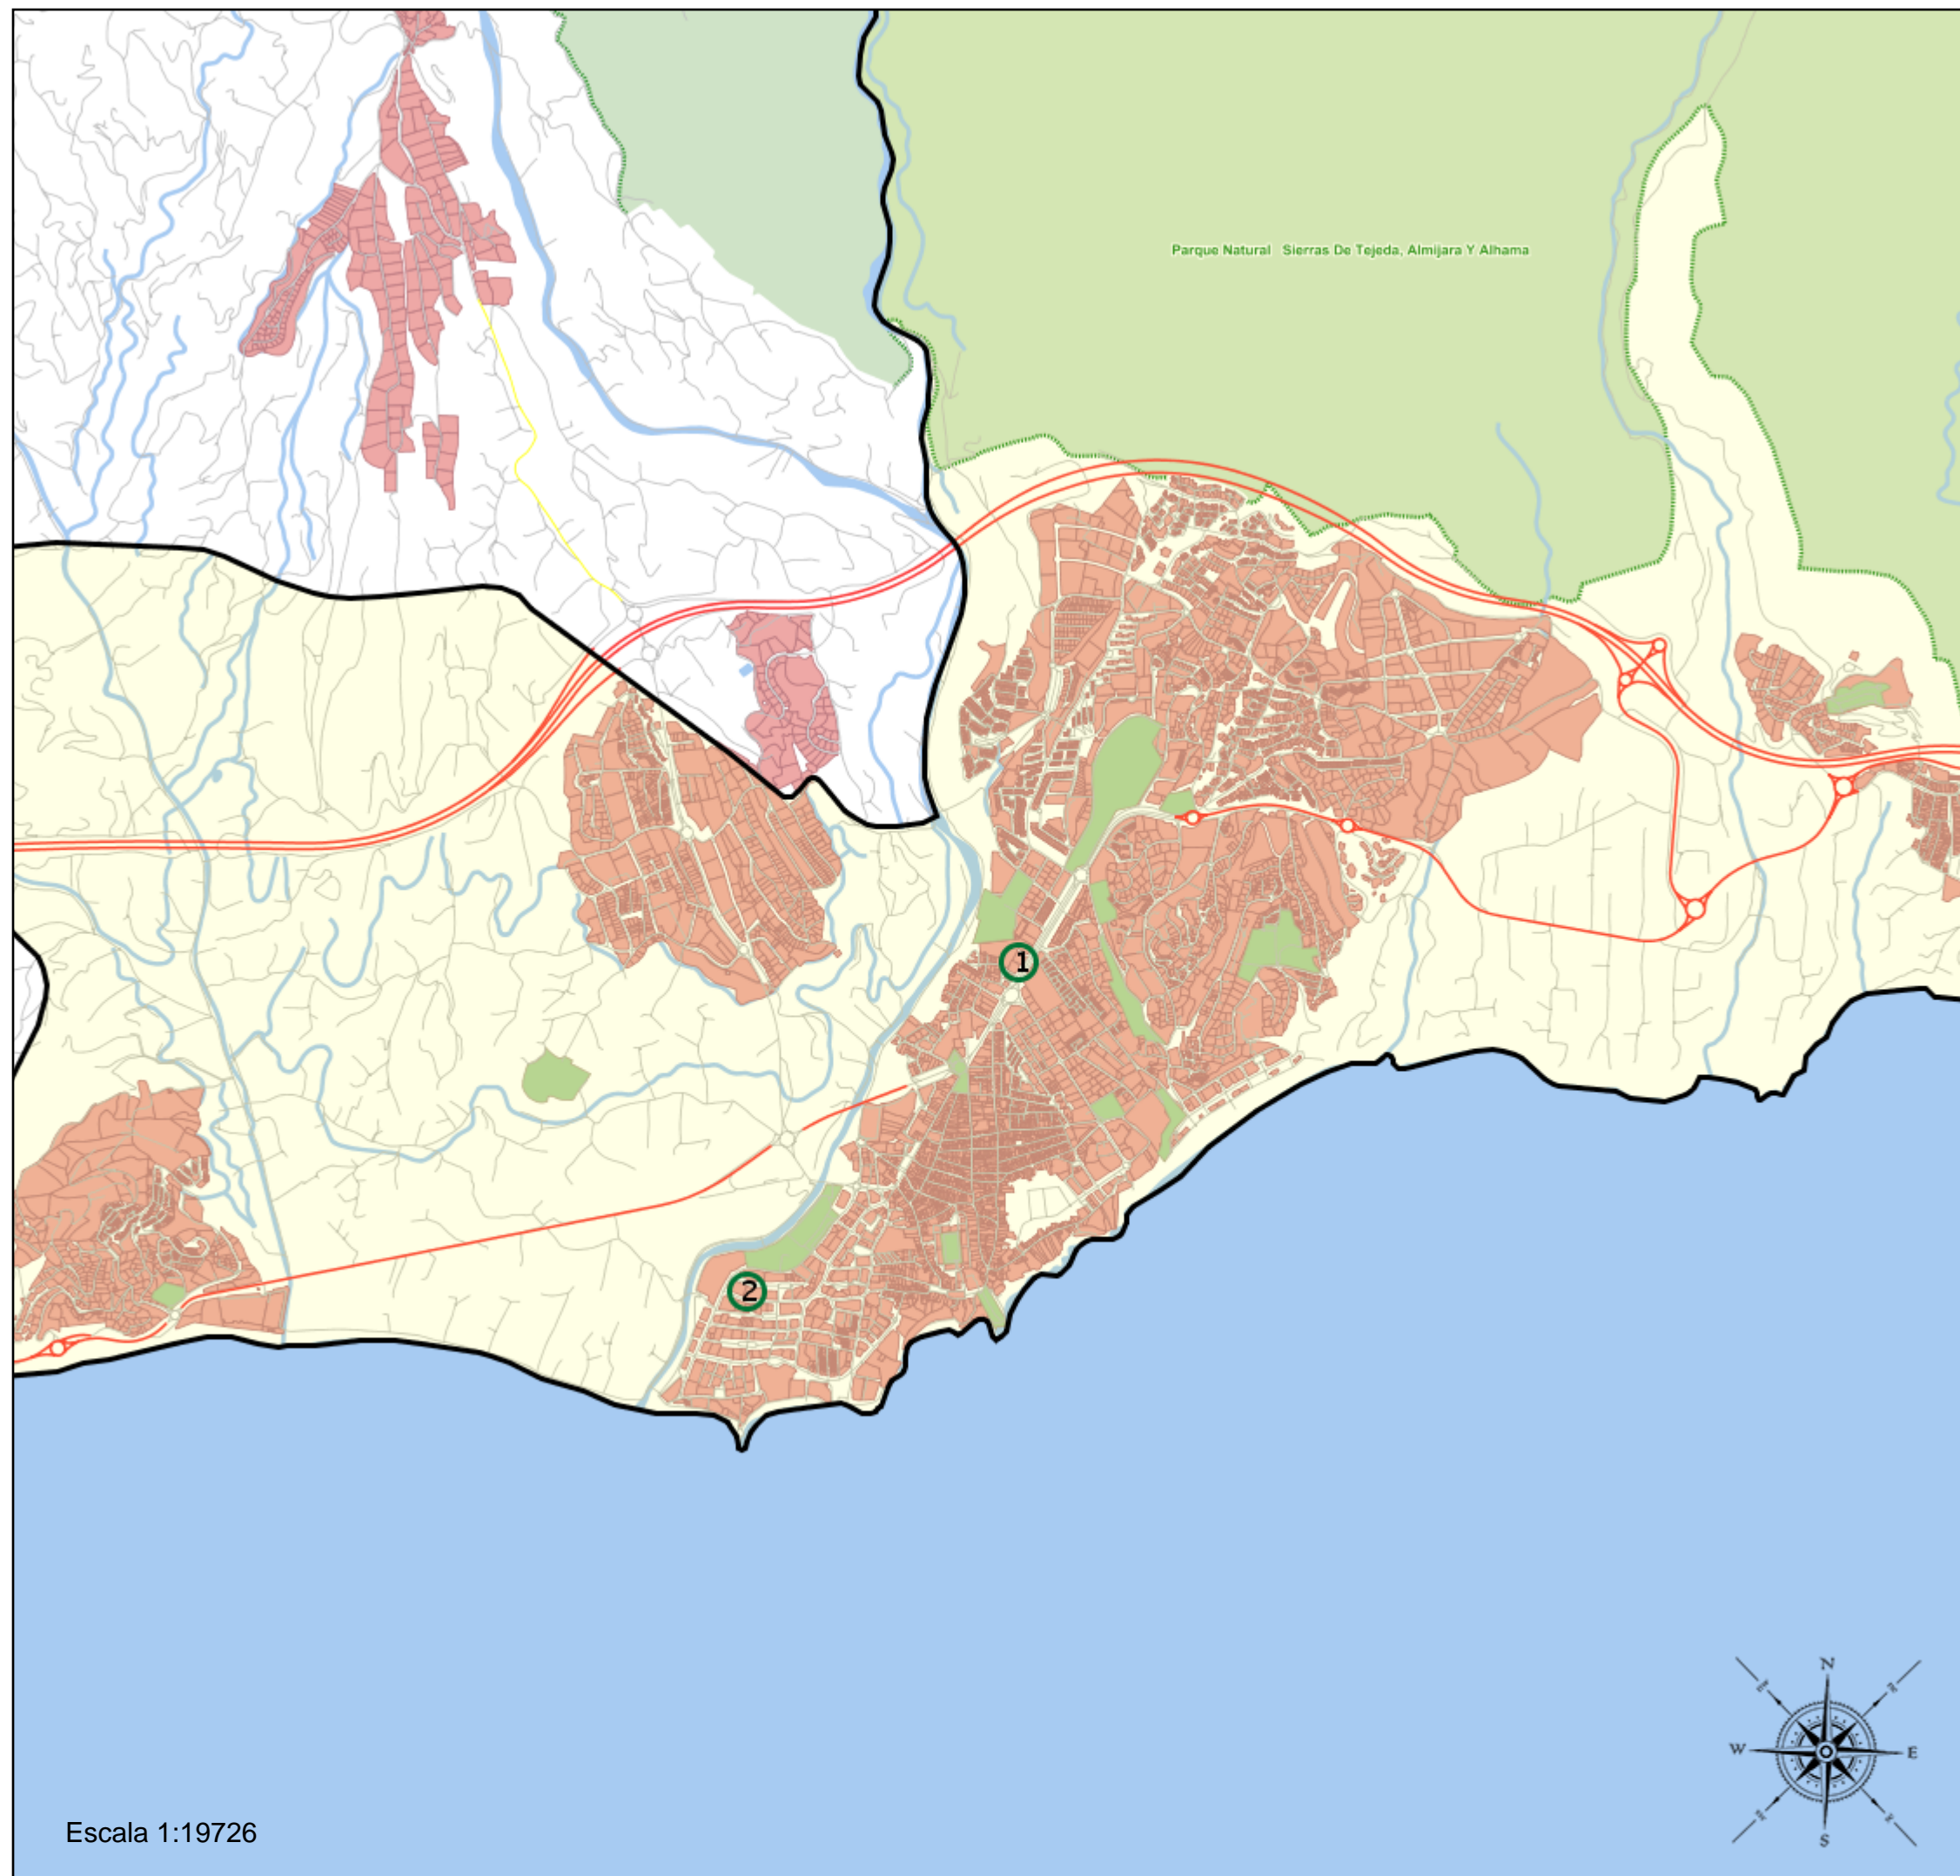 Parque Natural Sierras De Tejeda, Almijara Y Alhama
1
2
N
W
E
S
Escala 1:19726